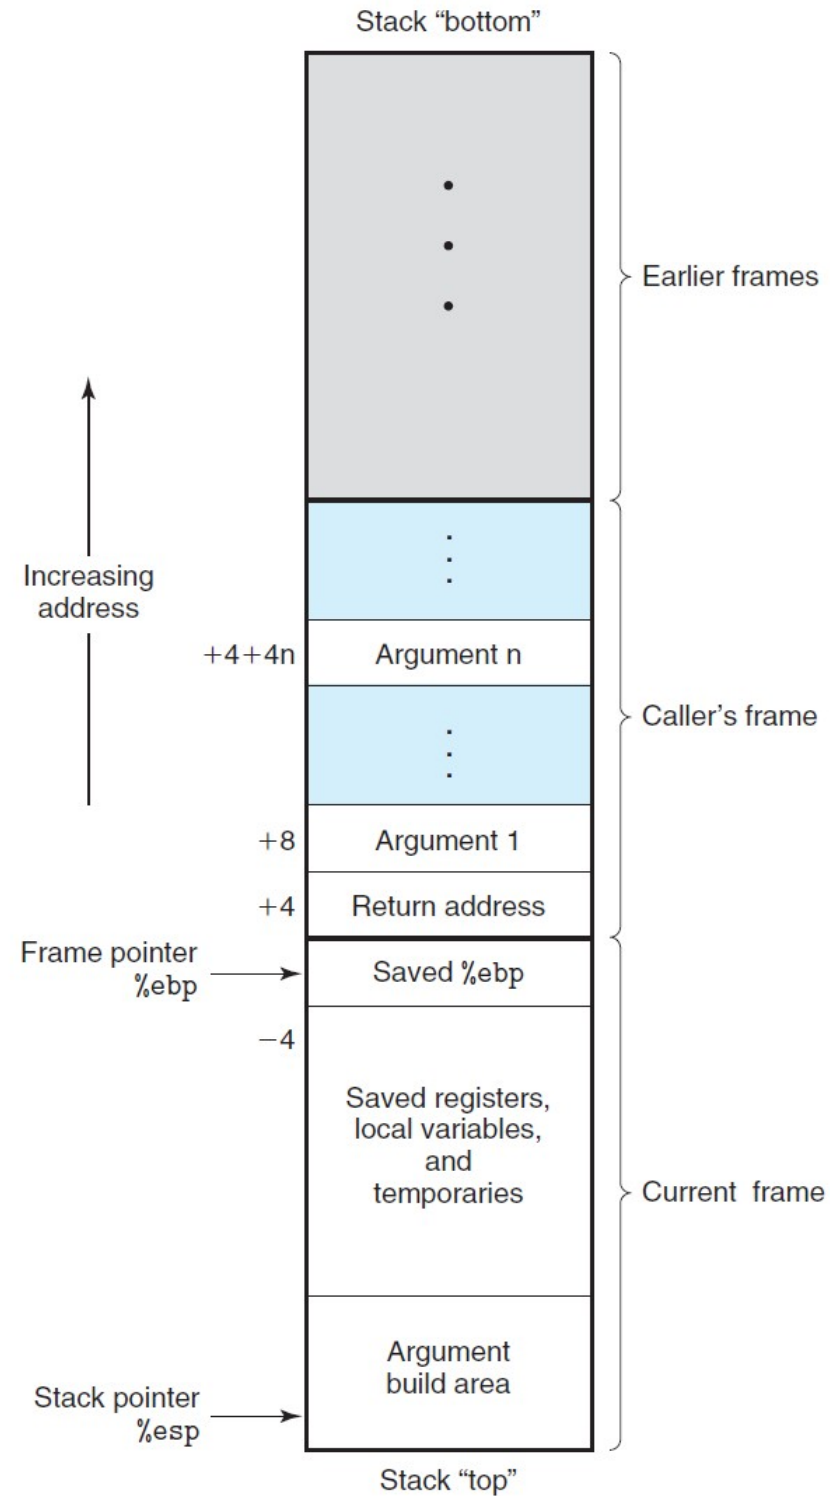 Stack “bottom”
Earlier frames
Increasing
address
+4+4n
Argument n
Caller’s frame
+8
Argument 1
+4
Return address
Frame pointer
%ebp
Saved %ebp
−4
Saved registers,
local variables,
and
temporaries
Current frame
Argument
build area
Stack pointer
%esp
Stack “top”